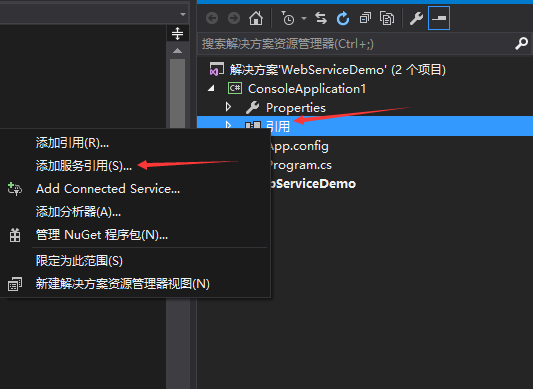 搜索解决方案资源管理器(Ctrl+;)
解决方案'WebServiceDemo' (2 个项目)
C# ConsoleApplication1
Properties
引用
App.config
Program.cs
bServiceDemo
添加引用(R)...
添加服务引用(S)...
Add Connected Service...
添加分析器(A)...
管理 NuGet 程序包(N)...
限定为此范围(S)
新建解决方案资源管理器视图(N)